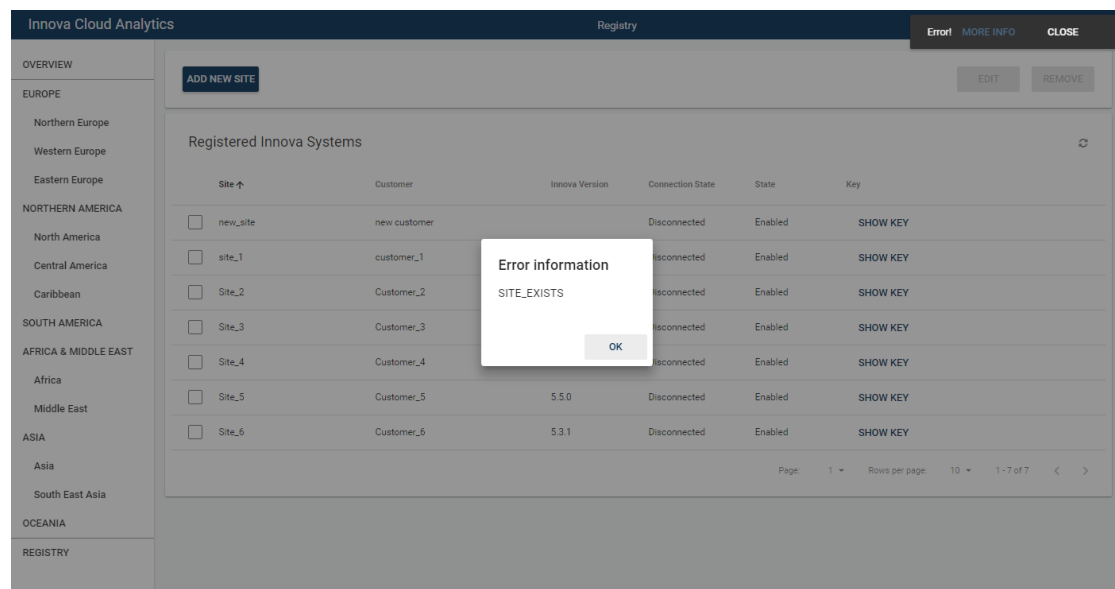 Innova Cloud Analytics
Registry
Error! MORE INFO CLOSE
OVERVIEW
EUROPE
Northern Europe
Western Europe
Eastern Europe
NORTHERN AMERICA
North America
Central America
Caribbean
SOUTH AMERICA
AFRICA & MIDDLE EAST
Africa
Middle East
ASIA
Asia
South East Asia
OCEANIA
REGISTRY
ADD NEW SITE
EDIT REMOVE
Registered Innova Systems
Site Customer Innova Version Connection State State Key
new_site new customer Disconnected Enabled SHOW KEY
site_1 customer_1 Disconnected Enabled SHOW KEY
Site_2 Customer_2 Disconnected Enabled SHOW KEY
Site_3 Customer_3 Disconnected Enabled SHOW KEY
Site_4 Customer_4 Disconnected Enabled SHOW KEY
Site_5 Customer_5 5.5.0 Disconnected Enabled SHOW KEY
Site_6 Customer_6 5.3.1 Disconnected Enabled SHOW KEY
Page: 1 Rows per page: 10 1 - 7 of 7
Error information
SITE_EXISTS
OK